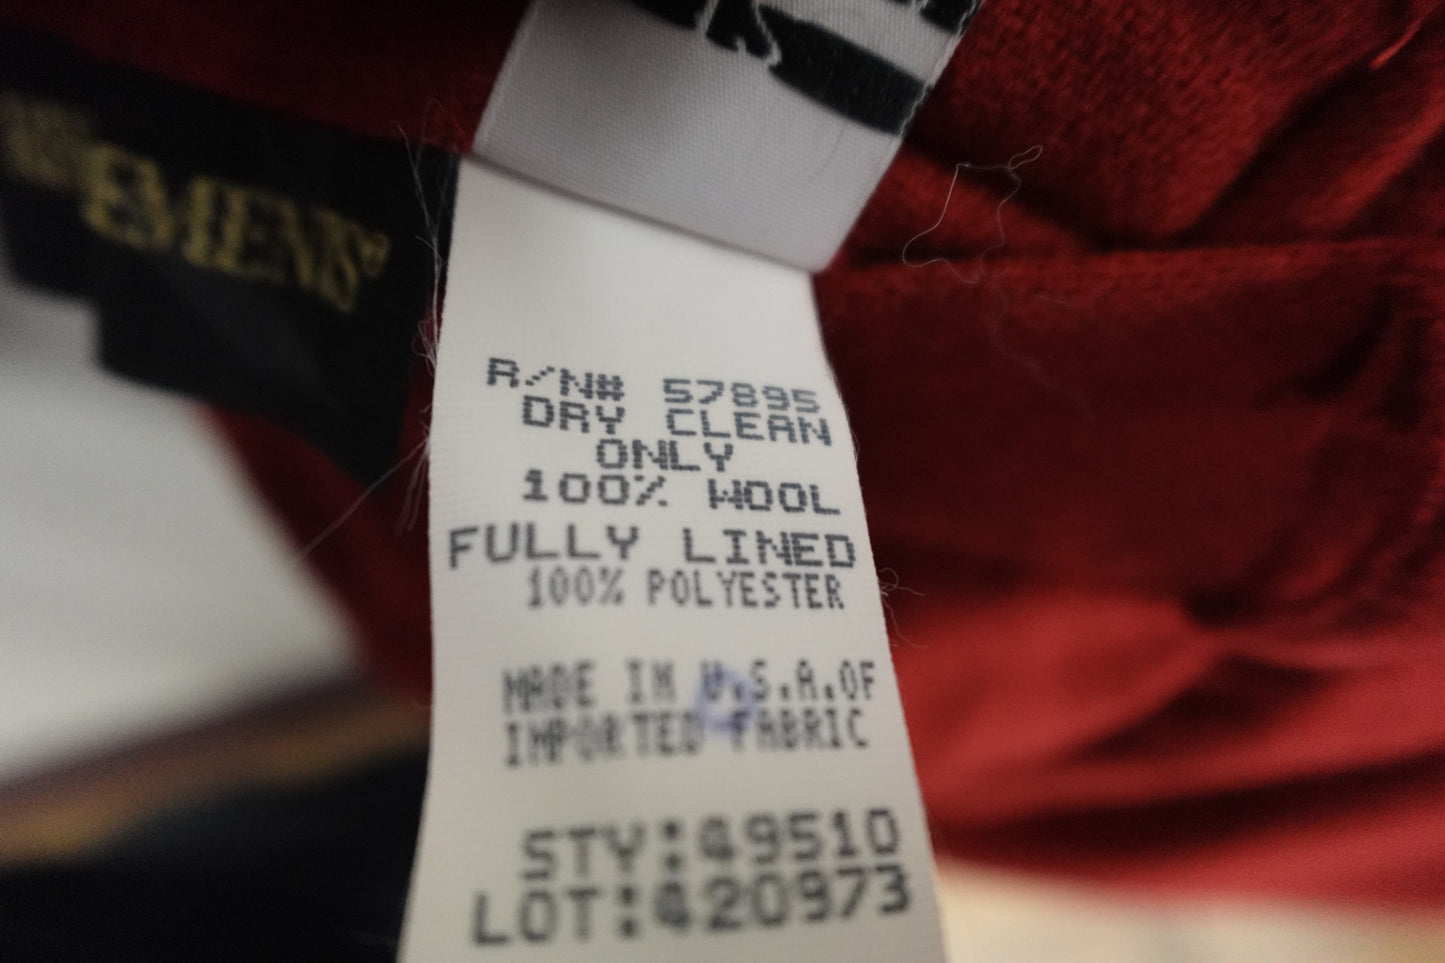 R/N# 57895
DRY CLEAN
ONLY
100% WOOL
FULLY LINED
100% POLYESTER
MADE IN U.S.A.OF
IMPORTED FABRIC
STY:49510
LOT:420973